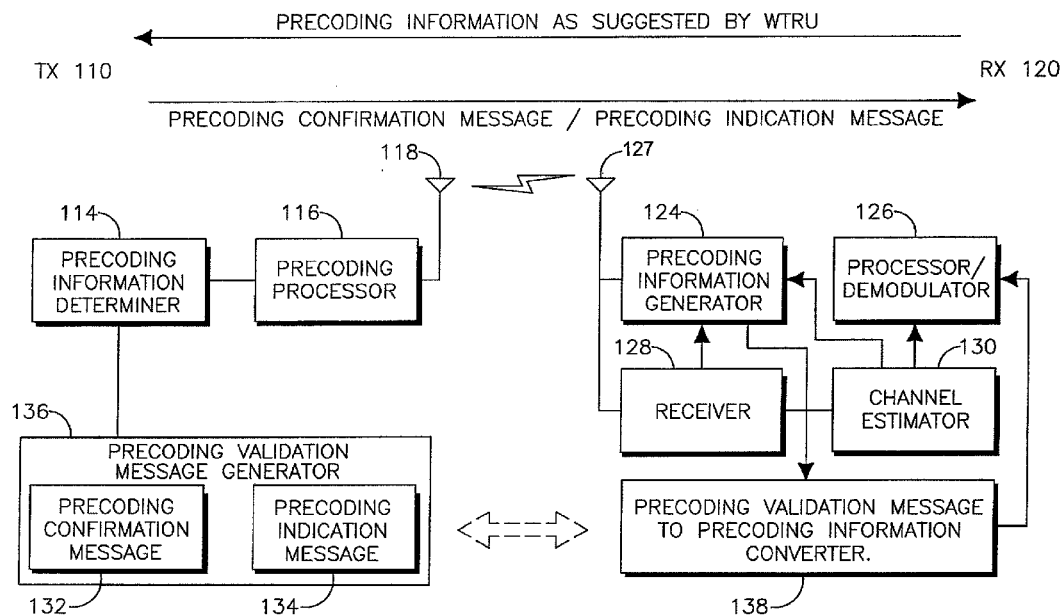 PRECODING INFORMATION AS SUGGESTED BY WTRU
TX 110
RX 120
PRECODING CONFIRMATION MESSAGE / PRECODING INDICATION MESSAGE
118
127
114
116
124
126
PRECODING
INFORMATION
DETERMINER
PRECODING
PROCESSOR
PRECODING
INFORMATION
GENERATOR
PROCESSOR/
DEMODULATOR
128
130
RECEIVER
CHANNEL
ESTIMATOR
136
PRECODING VALIDATION
MESSAGE GENERATOR
PRECODING
CONFIRMATION
MESSAGE
PRECODING
INDICATION
MESSAGE
PRECODING VALIDATION MESSAGE
TO PRECODING INFORMATION
CONVERTER.
132
134
138